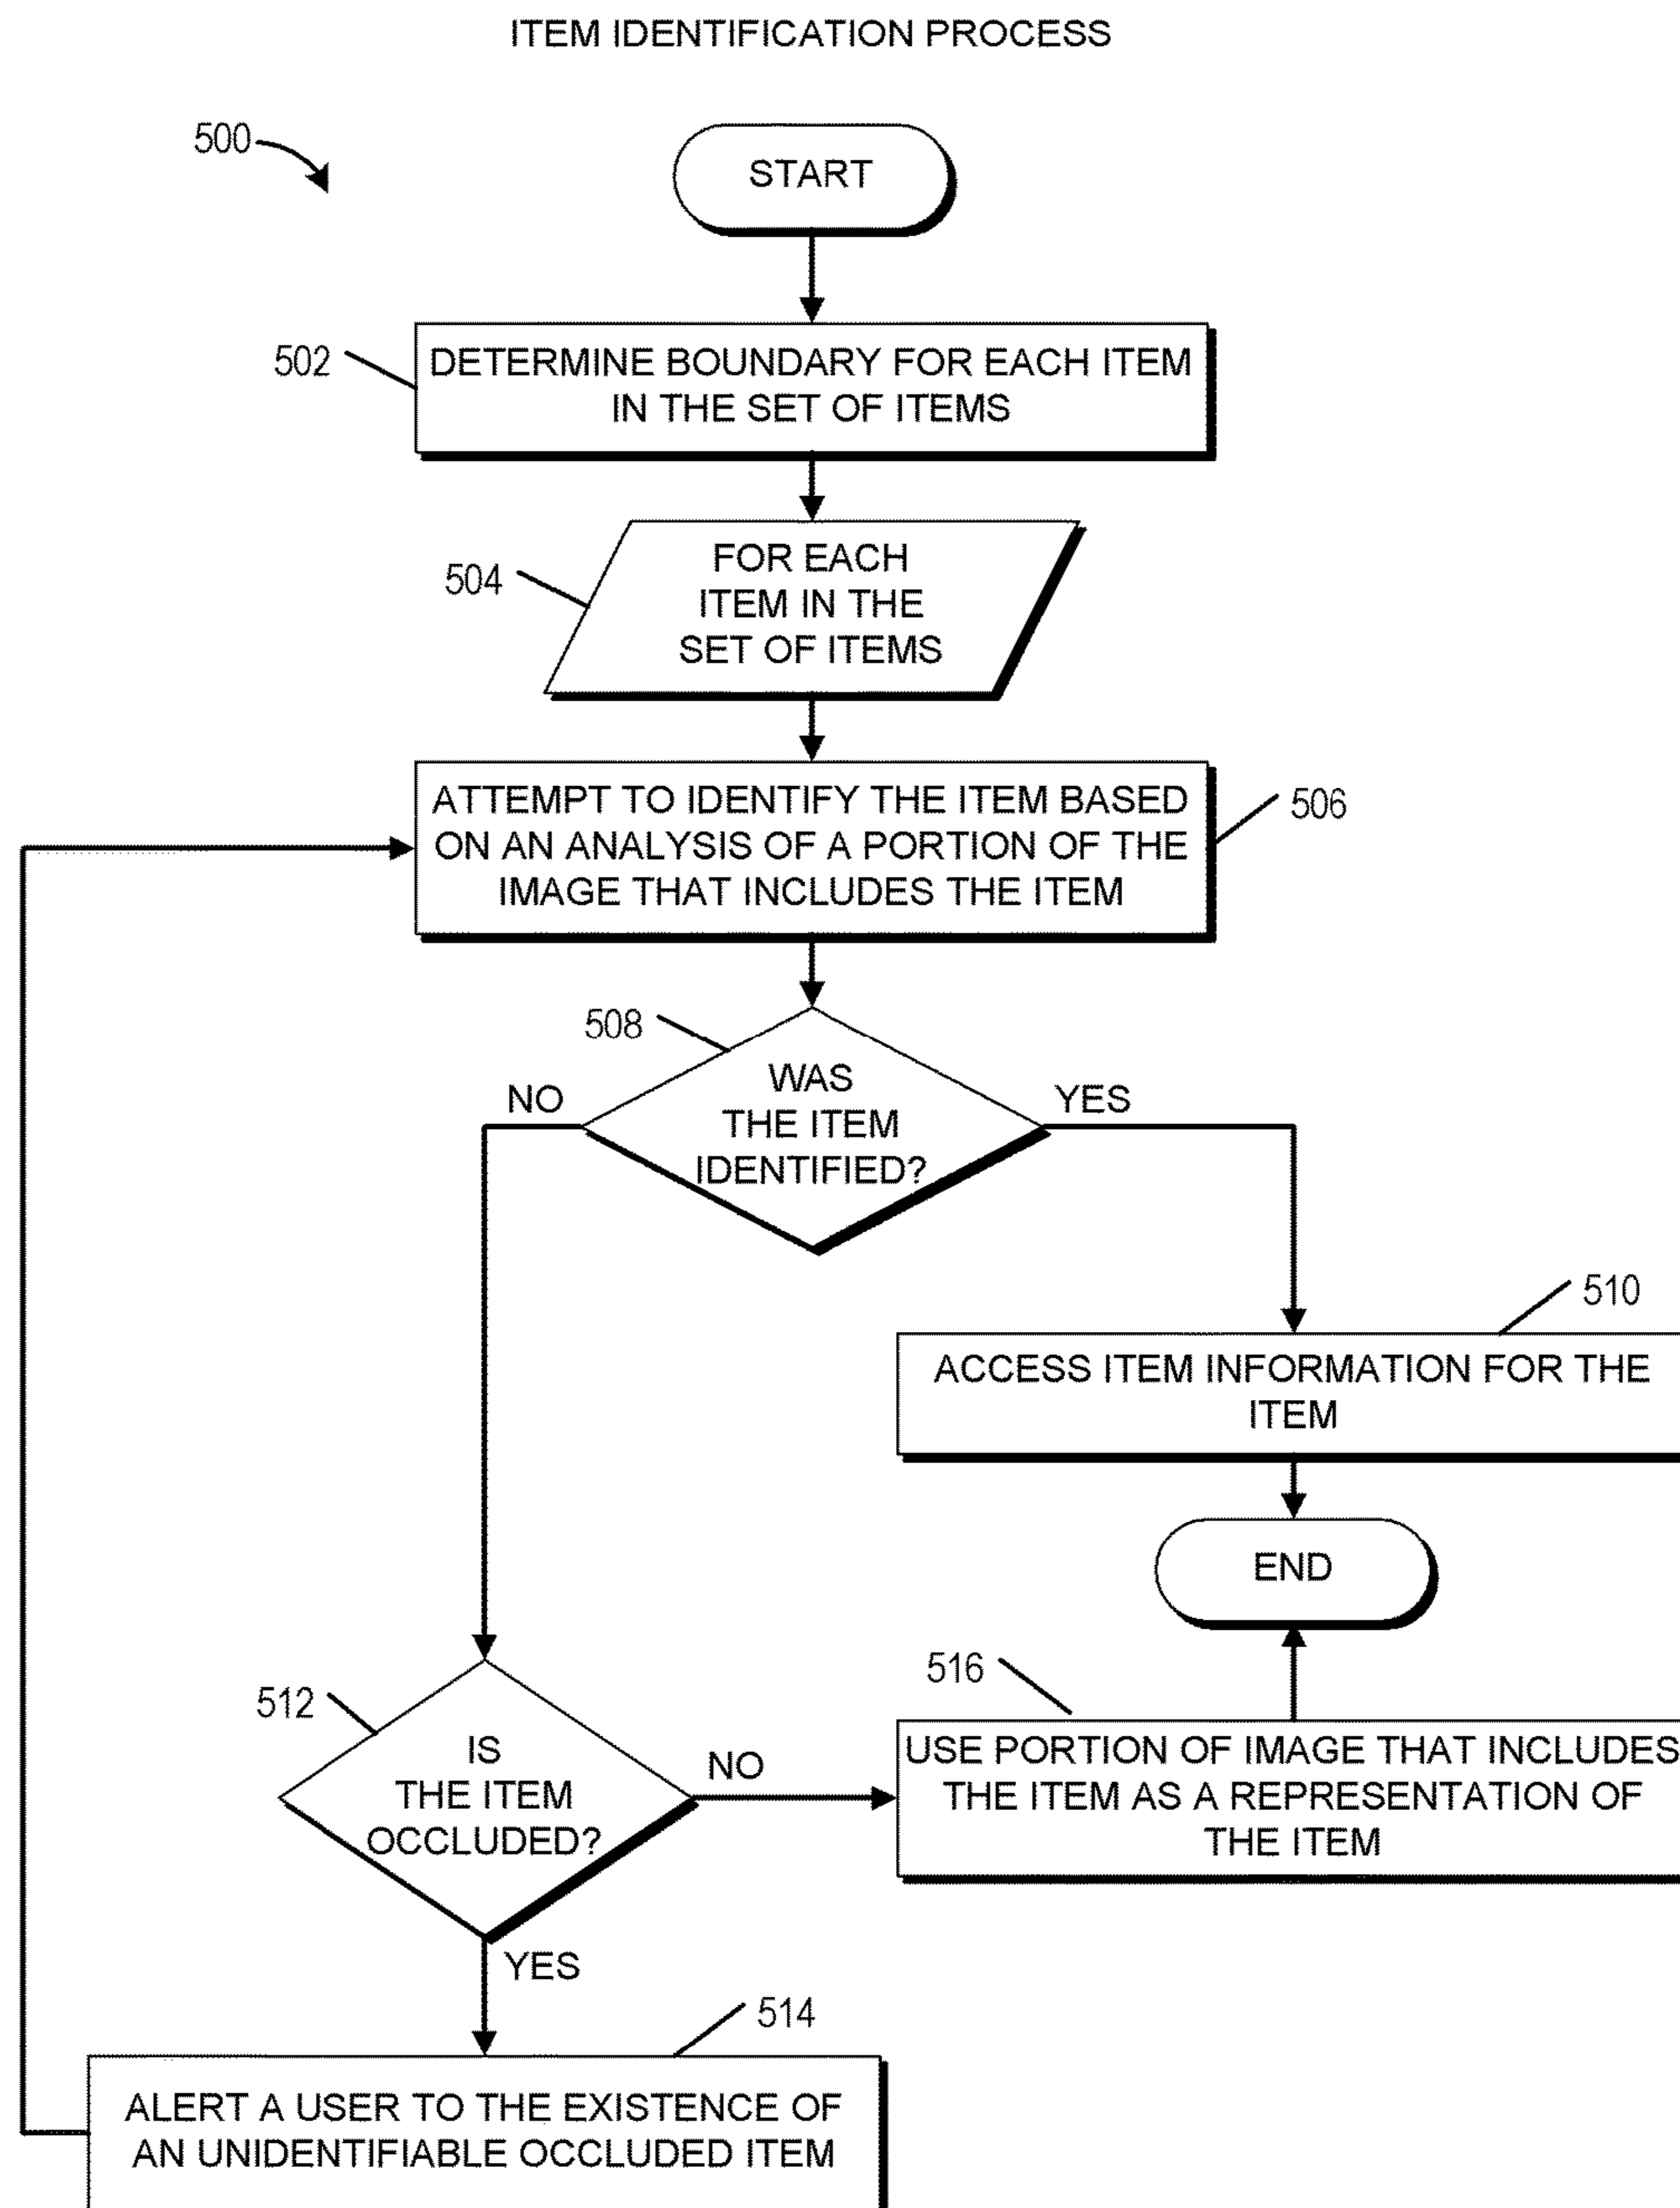 ITEM IDENTIFICATION PROCESS
500
START
502
DETERMINE BOUNDARY FOR EACH ITEM
IN THE SET OF ITEMS
504
FOR EACH
ITEM IN THE
SET OF ITEMS
506
ATTEMPT TO IDENTIFY THE ITEM BASED
ON AN ANALYSIS OF A PORTION OF THE
IMAGE THAT INCLUDES THE ITEM
508
WAS
THE ITEM
IDENTIFIED?
NO
YES
510
ACCESS ITEM INFORMATION FOR THE
ITEM
END
512
IS
THE ITEM
OCCLUDED?
NO
YES
516
USE PORTION OF IMAGE THAT INCLUDES
THE ITEM AS A REPRESENTATION OF
THE ITEM
514
ALERT A USER TO THE EXISTENCE OF
AN UNIDENTIFIABLE OCCLUDED ITEM